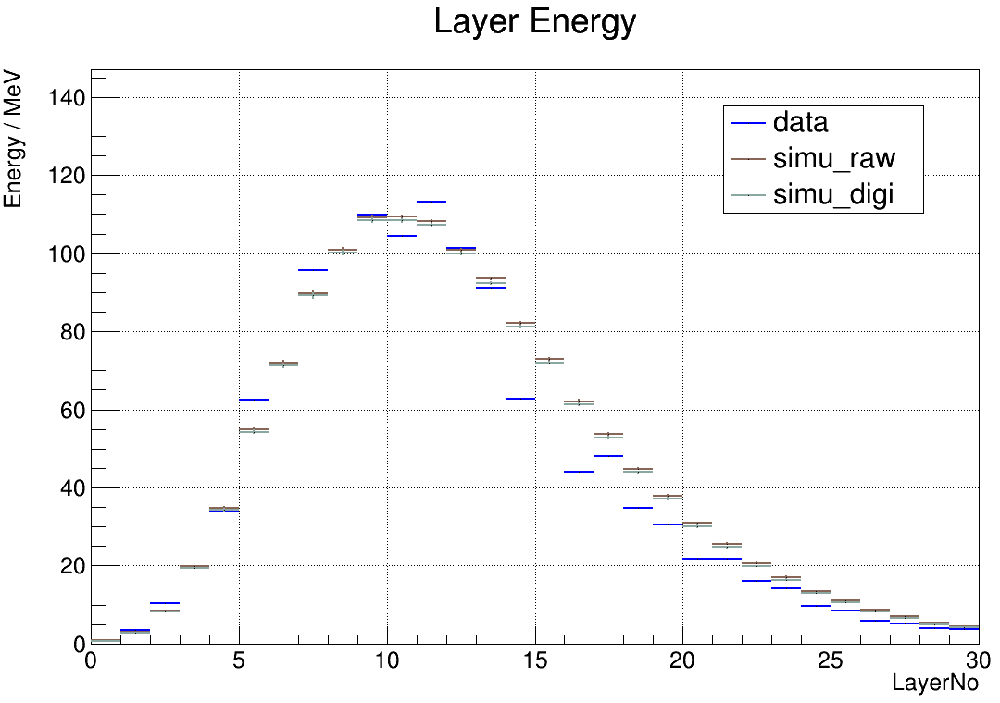 Layer Energy
Energy / MeV
140
120
100
80
60
40
20
0
data
simu_raw
simu_digi
0 5 10 15 20 25 30
LayerNo